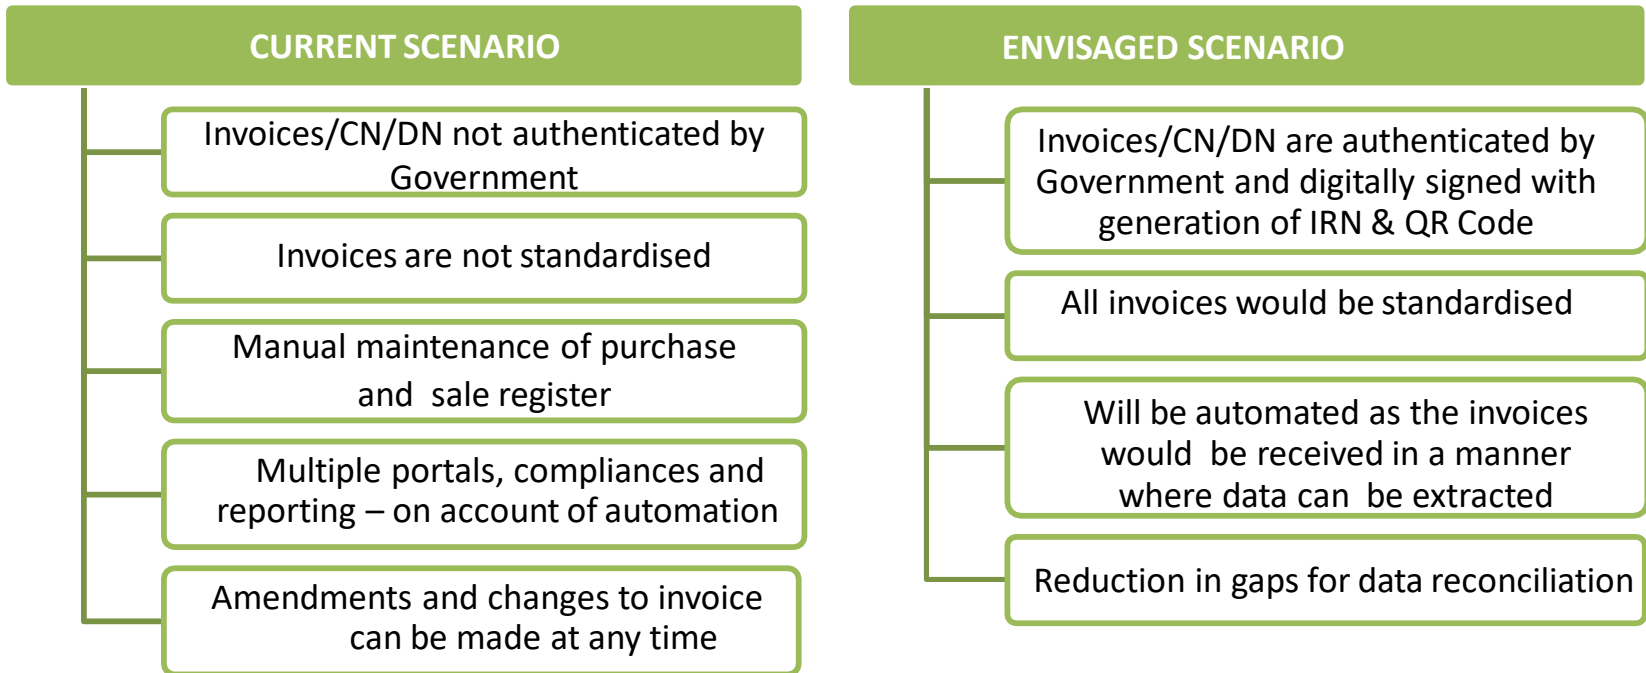 CURRENT SCENARIO
Invoices/CN/DN not authenticated by
Government
Invoices are not standardised
Manual maintenance of purchase
and sale register
Multiple portals, compliances and
reporting – on account of automation
Amendments and changes to invoice
can be made at any time
ENVISAGED SCENARIO
Invoices/CN/DN are authenticated by
Government and digitally signed with
generation of IRN & QR Code
All invoices would be standardised
Will be automated as the invoices
would be received in a manner
where data can be extracted
Reduction in gaps for data reconciliation